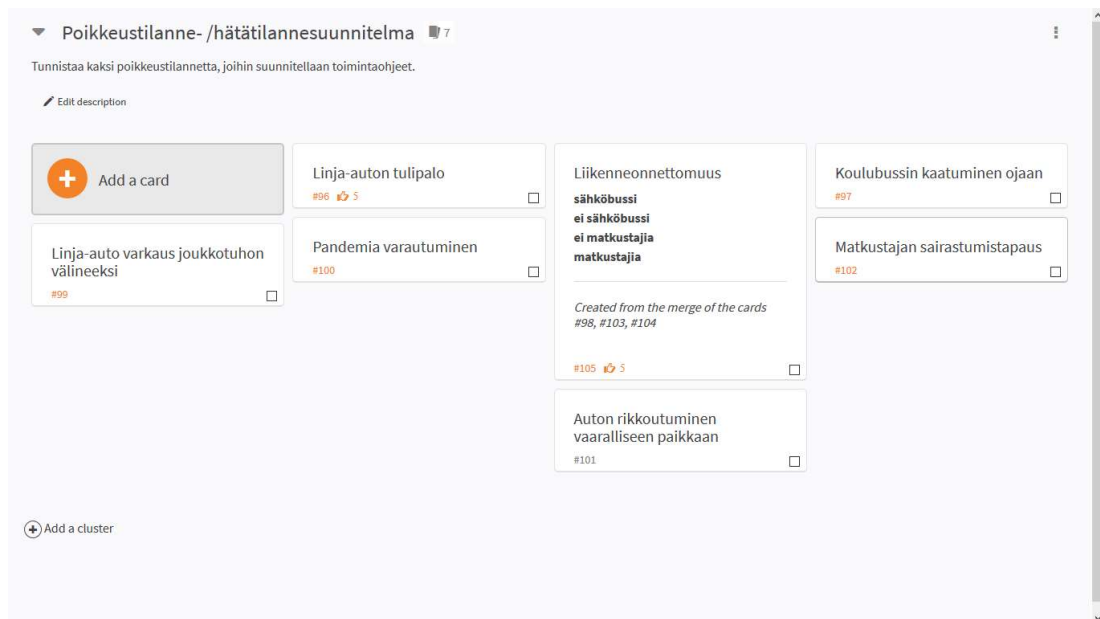 Poikkeustilanne- /hätätilannesuunnitelma 7
Tunnistaa kaksi poikkeustilannetta, joihin suunnitellaan toimintaohjeet.
Edit description
Add a card
Linja-auto varkaus joukkotuhon
välineeksi
#99
Linja-auton tulipalo
#96 5
Pandemia varautuminen
#100
Liikenneonnettomuus
sähköbussi
ei sähköbussi
ei matkustajia
matkustajia
Created from the merge of the cards
#98, #103, #104
#105 5
Auton rikkoutuminen
vaaralliseen paikkaan
#101
Koulubussin kaatuminen ojaan
#97
Matkustajan sairastumistapaus
#102
Add a cluster